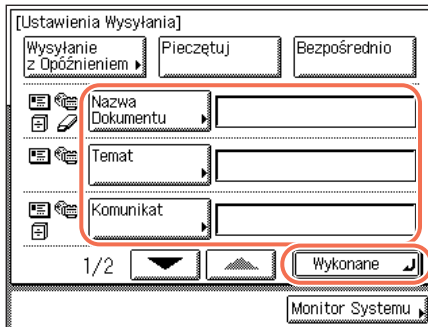 [Ustawienia Wysyłania]
Wysyłanie
z Opóźnieniem
Pieczętuj
Bezpośrednio
Nazwa
Dokumentu
Temat
Komunikat
1/2
Wykonane
Monitor Systemu